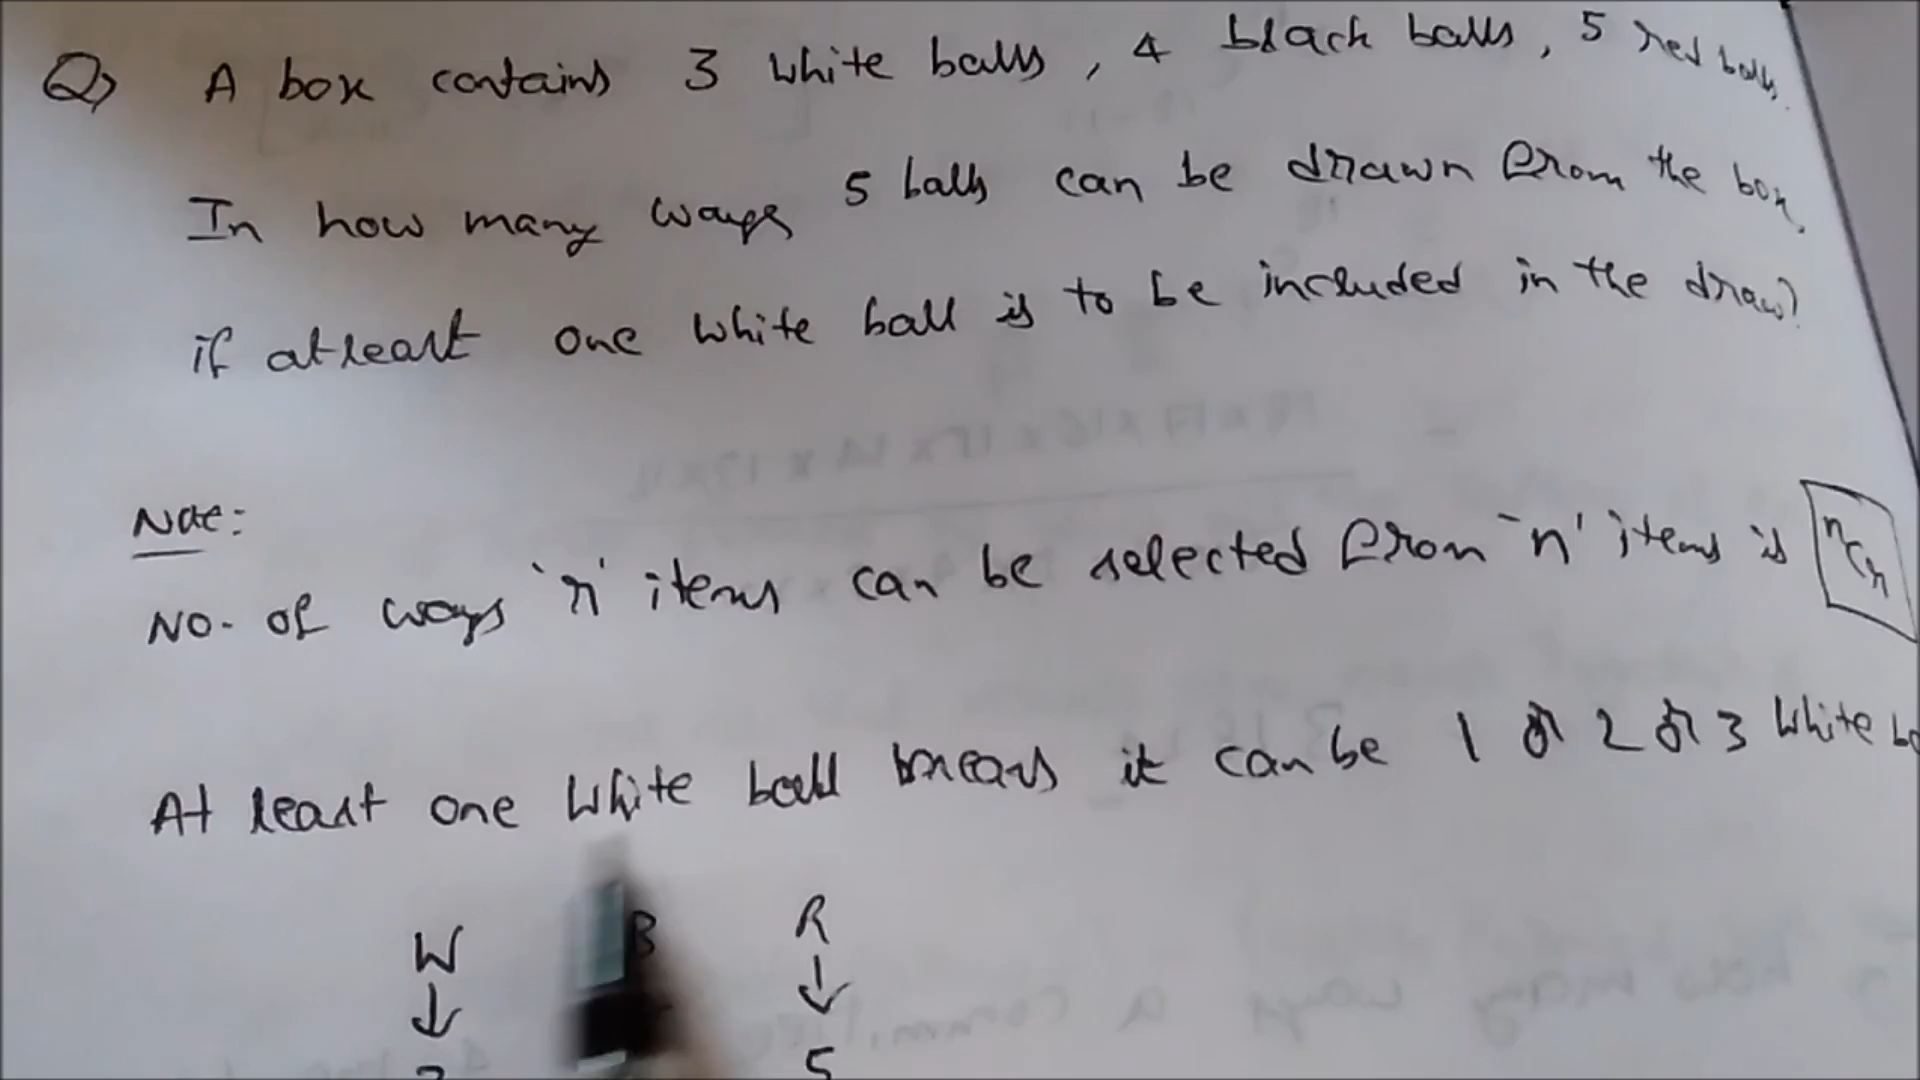 Q) A box contains 3 white balls, 4 black balls, 5 red balls.
In how many ways 5 balls can be drawn from the box,
if atleast one white ball is to be included in the draw?
Note:
No. of ways 'r' items can be selected from 'n' items is nCr
At least one white ball means it can be 1 or 2 or 3 white
W B R
5